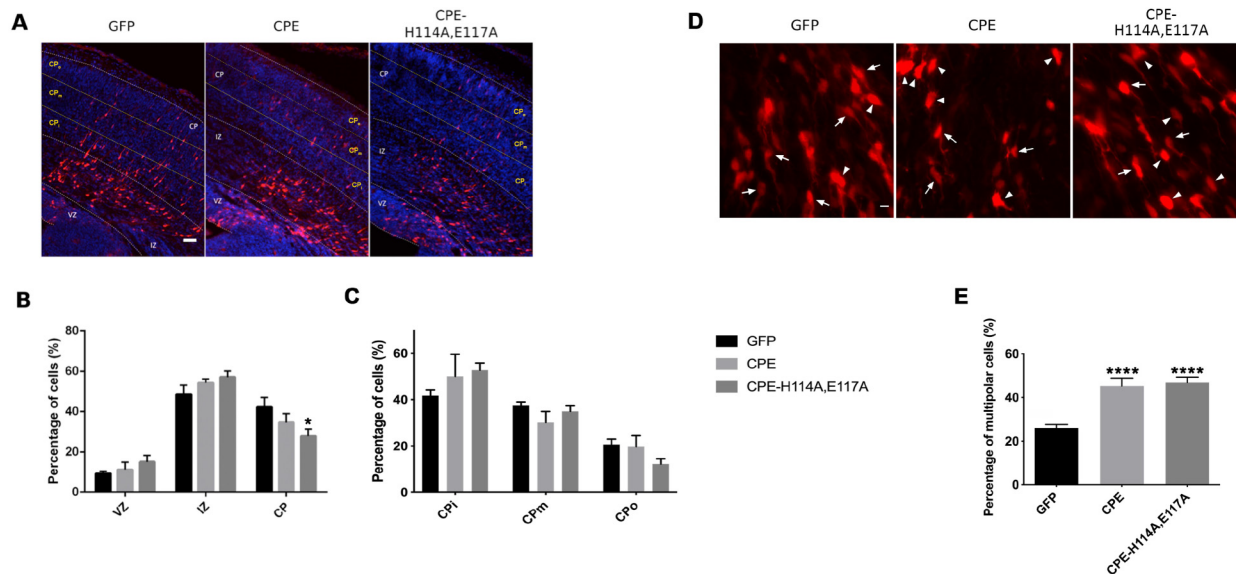 A
GFP
CPE
CPE-
H114A,E117A
CPo
CPm
CPi
CP
VZ
IZ
CP
IZ
VZ
CPo
CPm
CPi
CP
IZ
VZ
CPo
CPm
CPi
D
GFP
CPE
CPE-
H114A,E117A
B
Percentage of cells (%)
80
60
40
20
0
*
VZ
IZ
CP
C
Percentage of cells (%)
60
40
20
0
CPi
CPm
CPo
GFP
CPE
CPE-H114A,E117A
E
Percentage of multipolar cells (%)
60
40
20
0
****
****
GFP
CPE
CPE-H114A,E117A